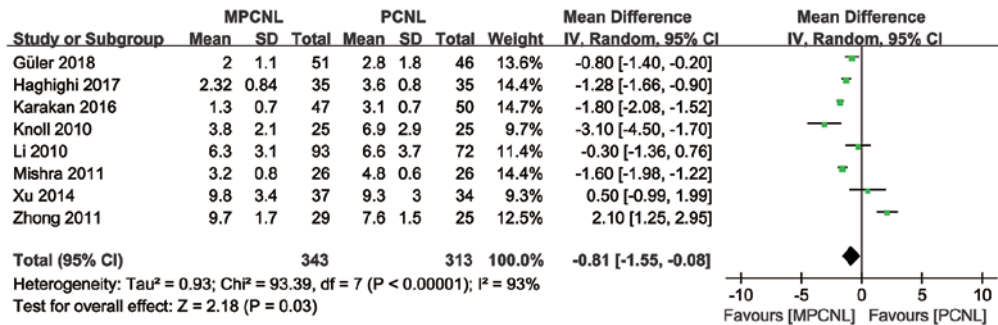 MPCNL PCNL Mean Difference Mean Difference
Study or Subgroup Mean SD Total Mean SD Total Weight IV, Random, 95% CI IV, Random, 95% CI
Güler 2018 2 1.1 51 2.8 1.8 46 13.6% -0.80 [-1.40, -0.20]
Haghighi 2017 2.32 0.84 35 3.6 0.8 35 14.4% -1.28 [-1.66, -0.90]
Karakan 2016 1.3 0.7 47 3.1 0.7 50 14.7% -1.80 [-2.08, -1.52]
Knoll 2010 3.8 2.1 25 6.9 2.9 25 9.7% -3.10 [-4.50, -1.70]
Li 2010 6.3 3.1 93 6.6 3.7 72 11.4% -0.30 [-1.36, 0.76]
Mishra 2011 3.2 0.8 26 4.8 0.6 26 14.4% -1.60 [-1.98, -1.22]
Xu 2014 9.8 3.4 37 9.3 3 34 9.3% 0.50 [-0.99, 1.99]
Zhong 2011 9.7 1.7 29 7.6 1.5 25 12.5% 2.10 [1.25, 2.95]
Total (95% CI) 343 313 100.0% -0.81 [-1.55, -0.08]
Heterogeneity: Tau² = 0.93; Chi² = 93.39, df = 7 (P < 0.00001); I² = 93%
Test for overall effect: Z = 2.18 (P = 0.03)
-10 -5 0 5 10
Favours [MPCNL] Favours [PCNL]